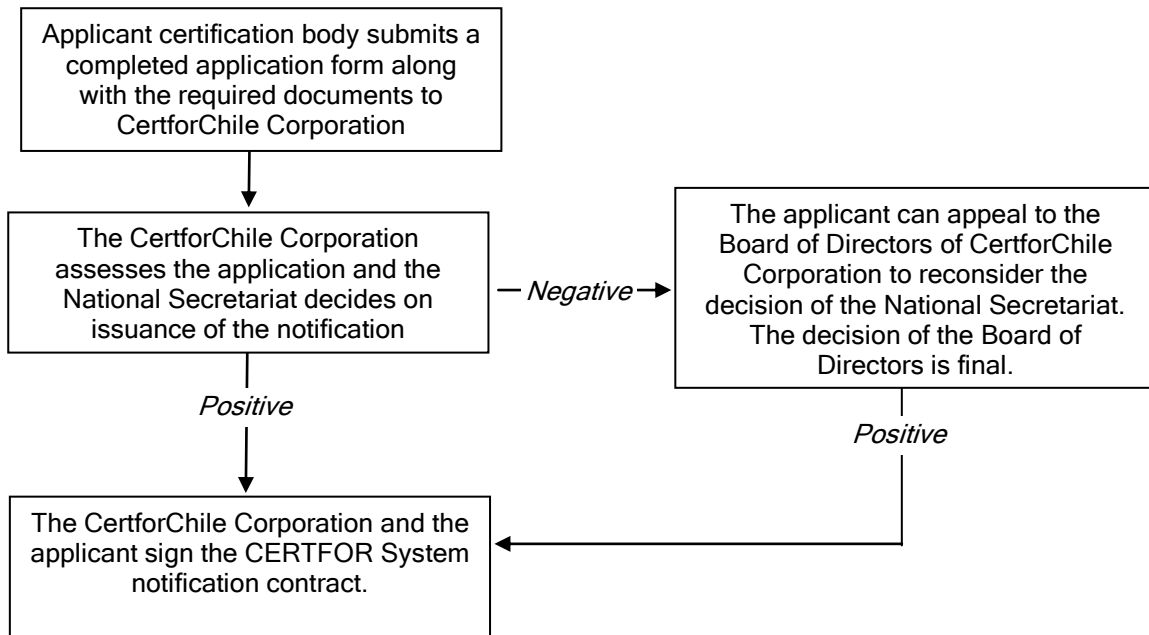 Applicant certification body submits a
completed application form along
with the required documents to
CertforChile Corporation
The CertforChile Corporation
assesses the application and the
National Secretariat decides on
issuance of the notification
Negative
The applicant can appeal to the
Board of Directors of CertforChile
Corporation to reconsider the
decision of the National Secretariat.
The decision of the Board of
Directors is final.
Positive
Positive
The CertforChile Corporation and the
applicant sign the CERTFOR System
notification contract.